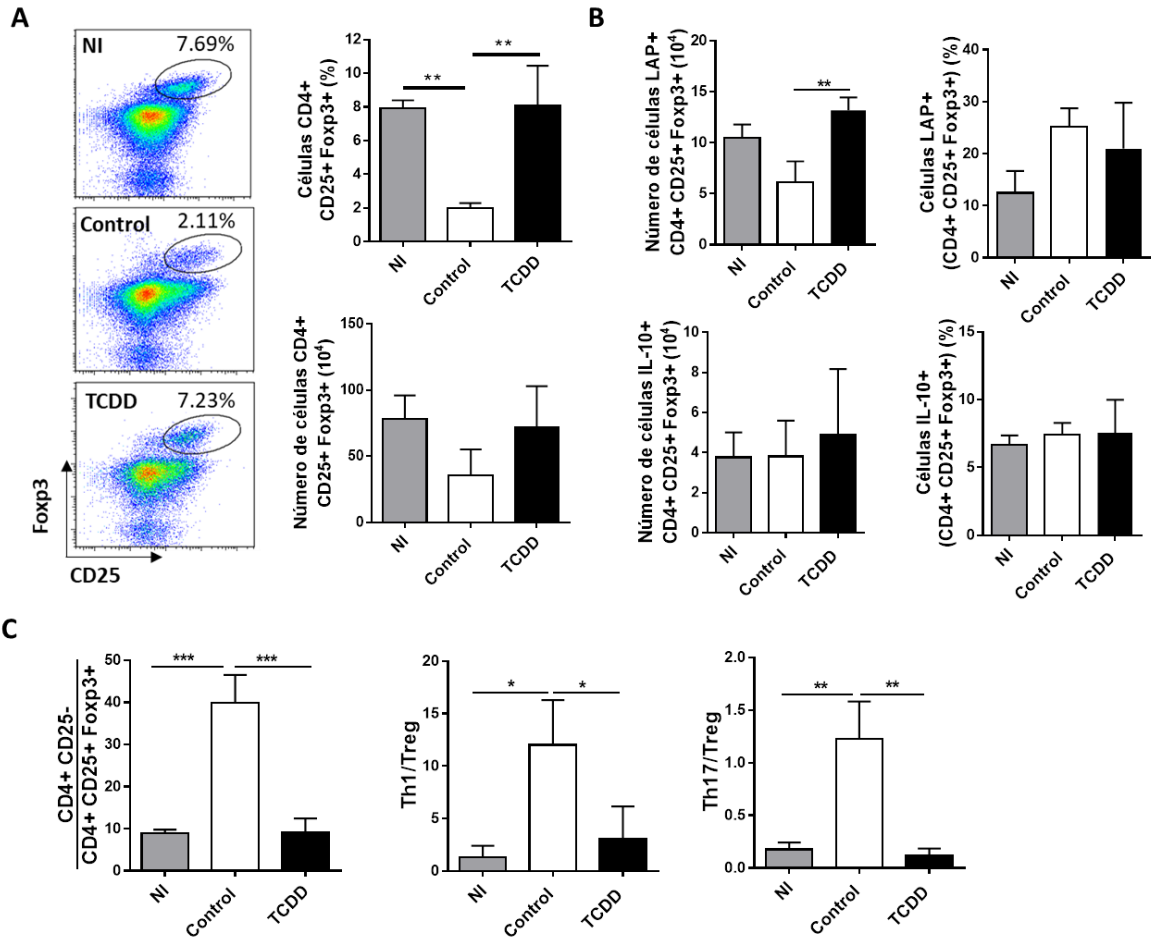 A
NI
7.69%
Control
2.11%
TCDD
7.23%
Foxp3
CD25
Células CD4+
CD25+ Foxp3+ (%)
12
10
8
6
4
2
0
**
**
NI
Control
TCDD
Número de células CD4+
CD25+ Foxp3+ (10⁴)
150
100
50
0
NI
Control
TCDD
B
Número de células LAP+
CD4+ CD25+ Foxp3+ (10⁴)
20
15
10
5
0
**
NI
Control
TCDD
Células LAP+
(CD4+ CD25+ Foxp3+) (%)
40
30
20
10
0
NI
Control
TCDD
Número de células IL-10+
CD4+ CD25+ Foxp3+ (10⁴)
10
8
6
4
2
0
NI
Control
TCDD
Células IL-10+
(CD4+ CD25+ Foxp3+) (%)
15
10
5
0
NI
Control
TCDD
C
CD4+ CD25-
CD4+ CD25+ Foxp3+
50
40
30
20
10
0
***
***
NI
Control
TCDD
Th1/Treg
20
15
10
5
0
*
*
NI
Control
TCDD
Th17/Treg
2.0
1.5
1.0
0.5
0.0
**
**
NI
Control
TCDD